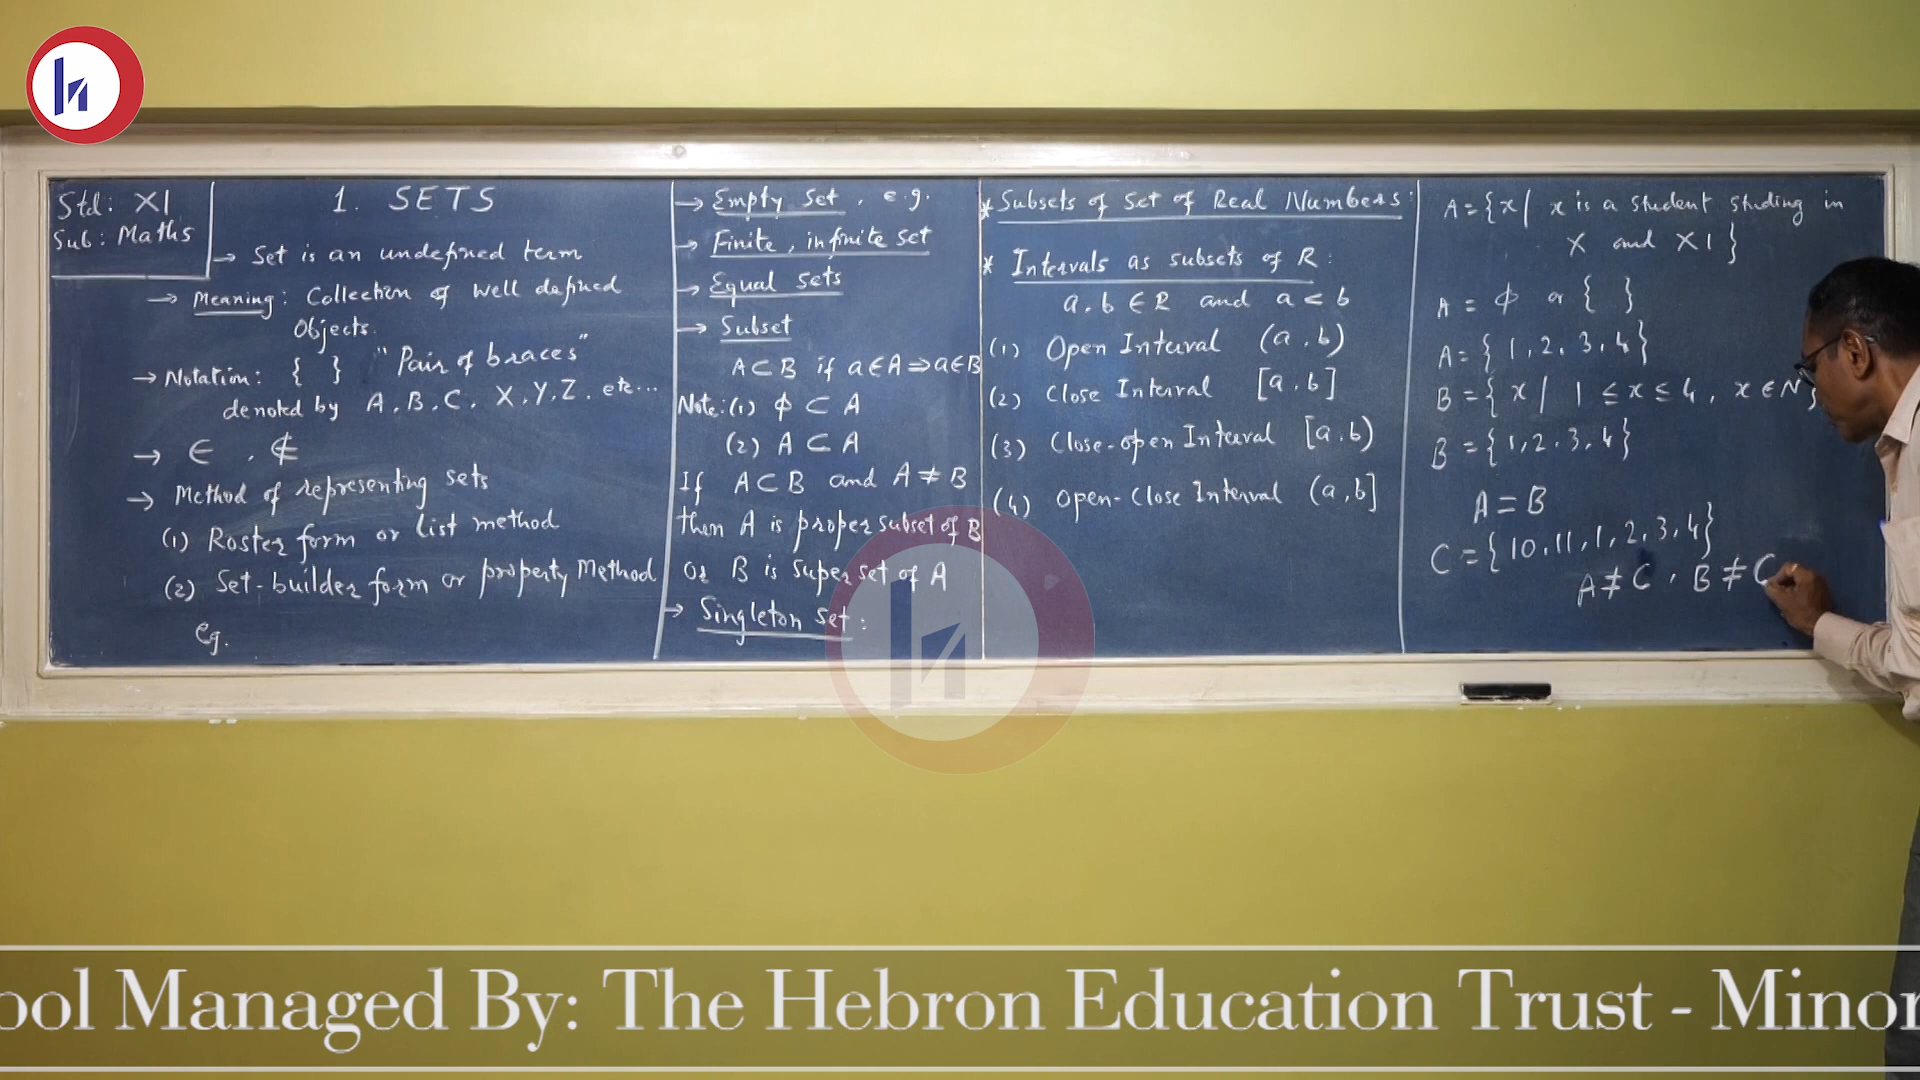 Std: XI
Sub: Maths
1. SETS
→ Set is an undefined term
→ Meaning: Collection of well defined
Objects.
→ Notation: { } "Pair of braces"
denoted by A, B, C, X, Y, Z, etc...
→ ∈ , ∉
→ Method of representing sets
(1) Roster form or list method
(2) Set-builder form or property Method
eg.
→ Empty set, e.g.
→ Finite, infinite set
→ Equal sets
→ Subset
A⊂B if a∈A⇒a∈B
Note:(1) ϕ ⊂ A
(2) A ⊂ A
If A⊂B and A≠B
then A is proper subset of B
or B is super set of A
→ Singleton set:
* Subsets of set of Real Numbers:
* Intervals as subsets of R:
a, b ∈ R and a < b
(1) Open Interval (a, b)
(2) Close Interval [a, b]
(3) Close-open Interval [a, b)
(4) Open-Close Interval (a, b]
A={x/ x is a student studing in
X and XI}
A = ϕ or { }
A={1, 2, 3, 4}
B={x/ 1 ≤ x ≤ 4, x ∈ N}
B={1, 2, 3, 4}
A=B
C={10, 11, 1, 2, 3, 4}
A≠C, B≠C
ool Managed By: The Hebron Education Trust - Minor